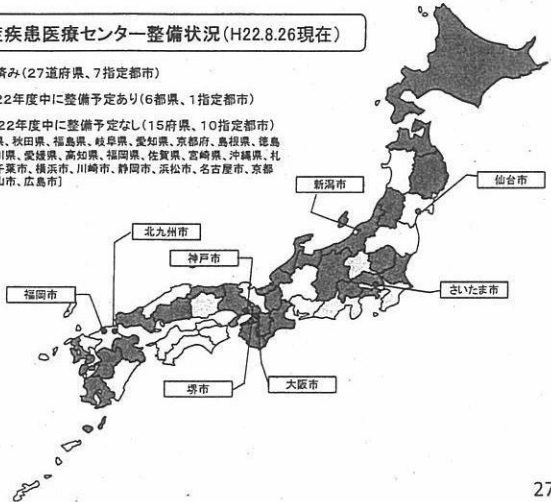 症疾患医療センター整備状況(H22.8.26現在)
済み(27道府県、7指定都市)
22年度中に整備予定あり(6都県、1指定都市)
22年度中に整備予定なし(15府県、10指定都市)
県、秋田県、福島県、岐阜県、愛知県、京都府、島根県、徳島
川県、愛媛県、高知県、福岡県、佐賀県、宮崎県、沖縄県、札
千葉市、横浜市、川崎市、静岡市、浜松市、名古屋市、京都
山市、広島市]
新潟市
仙台市
北九州市
神戸市
福岡市
さいたま市
堺市
大阪市
27